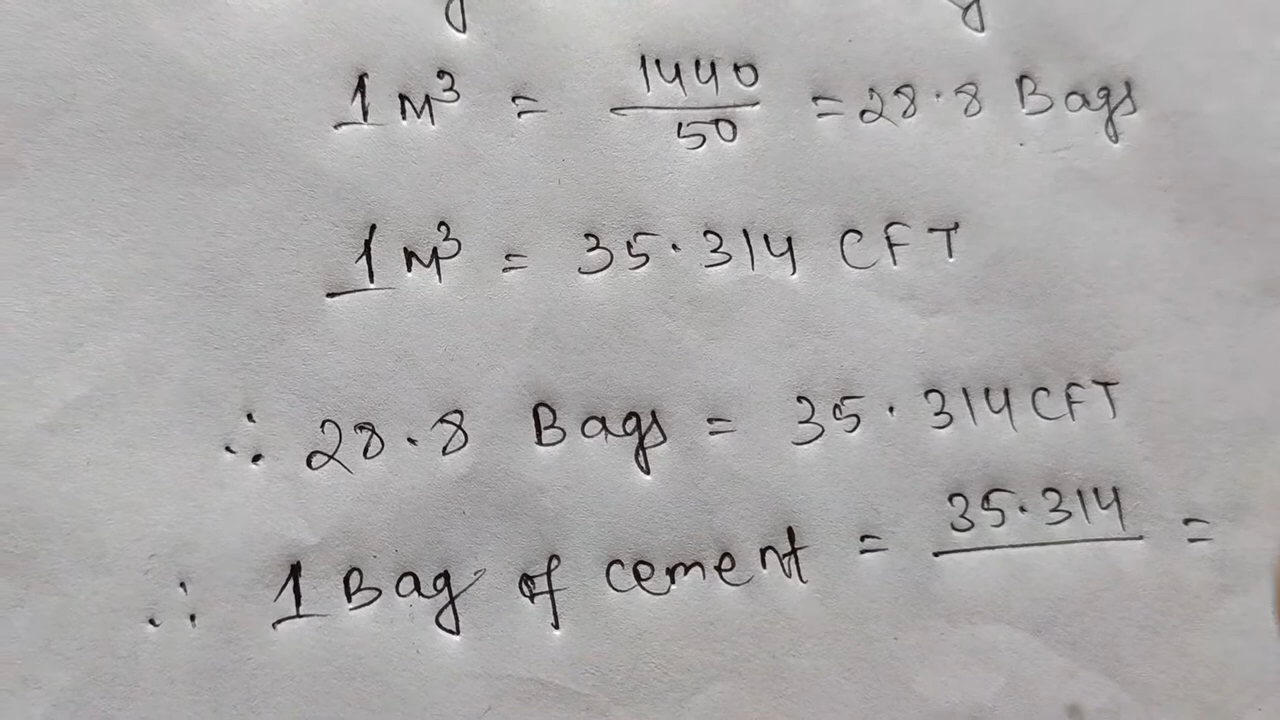 1 M³ = 1440/50 = 28.8 Bags
1 M³ = 35.314 CFT
∴ 28.8 Bags = 35.314 CFT
∴ 1 Bag of cement = 35.314/ =